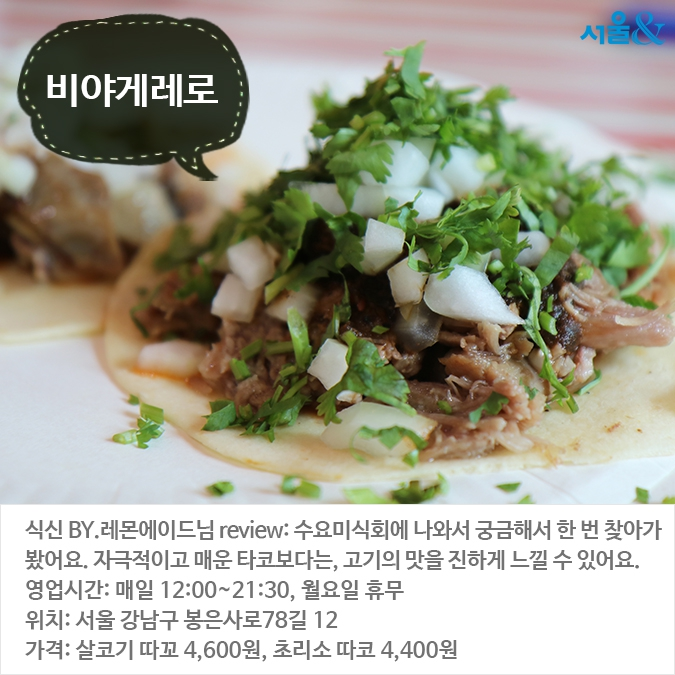 서울&
비야게레로
식신 BY.레몬에이드님 review: 수요미식회에 나와서 궁금해서 한 번 찾아가
봤어요. 자극적이고 매운 타코보다는, 고기의 맛을 진하게 느낄 수 있어요.
영업시간: 매일 12:00~21:30, 월요일 휴무
위치: 서울 강남구 봉은사로78길 12
가격: 살코기 따꼬 4,600원, 초리소 따코 4,400원